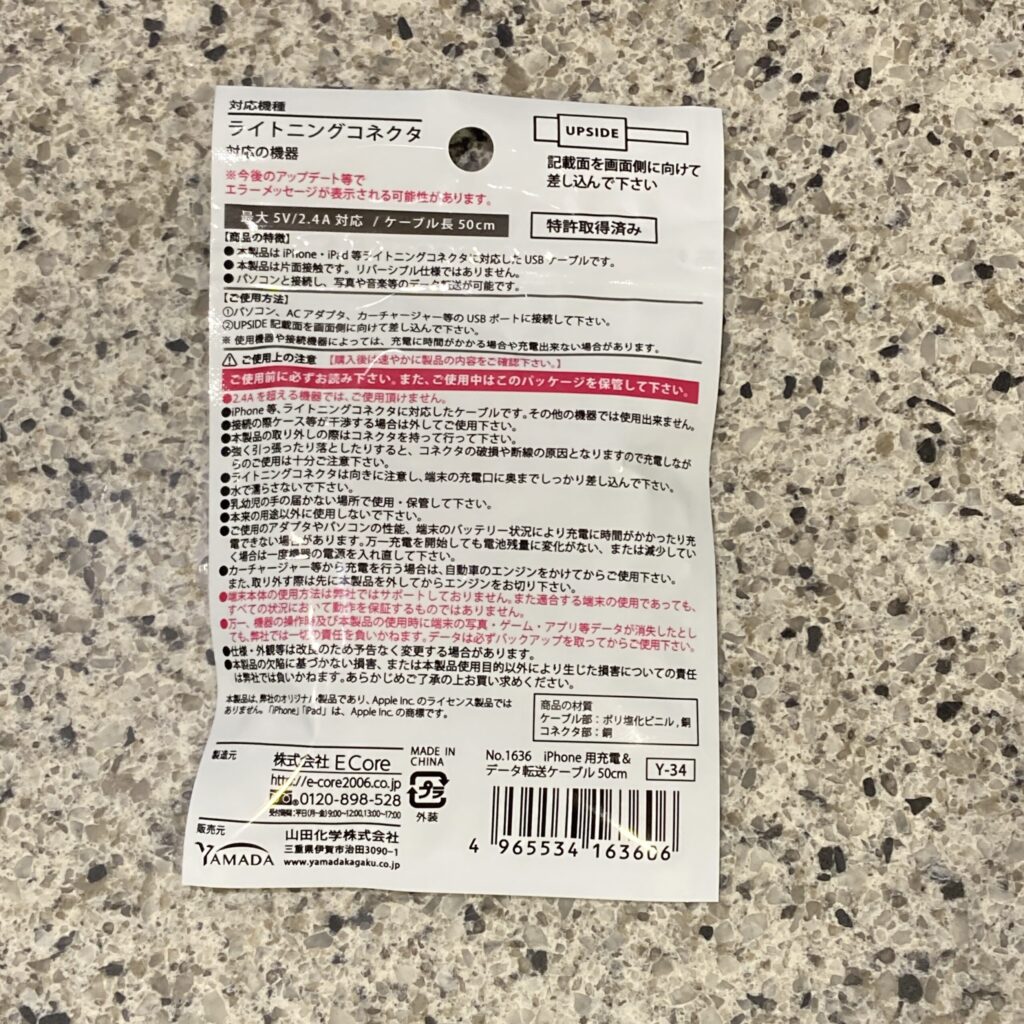 対応機種
ライトニングコネクタ
対応の機器
※今後のアップデート等で
エラーメッセージが表示される可能性があります。
UPSIDE
記載面を画面側に向けて
差し込んで下さい
最大 5V/2.4A 対応 / ケーブル長 50cm
特許取得済み
【商品の特徴】
●本製品は iPhone・iPad 等ライトニングコネクタに対応した USB ケーブルです。
●本製品は片面接触です。リバーシブル仕様ではありません。
●パソコンと接続し、写真や音楽等のデータ転送が可能です。
【ご使用方法】
①パソコン、AC アダプタ、カーチャージャー等の USB ポートに接続して下さい。
②UPSIDE 記載面を画面側に向けて差し込んで下さい。
※ 使用機器や接続機器によっては、充電に時間がかかる場合や充電出来ない場合があります。
⚠ ご使用上の注意 【購入後は速やかに製品の内容をご確認下さい。】
ご使用前に必ずお読み下さい。また、ご使用中はこのパッケージを保管して下さい。
●2.4A を超える機器では、ご使用頂けません。
●iPhone 等、ライトニングコネクタに対応したケーブルです。その他の機器では使用出来ません。
●接続の際ケース等が干渉する場合は外してご使用下さい。
●本製品の取り外しの際はコネクタを持って行って下さい。
●強く引っ張ったり落としたりすると、コネクタの破損や断線の原因となりますので充電しなが
らのご使用は十分ご注意下さい。
●ライトニングコネクタは向きに注意し、端末の充電口に奥までしっかり差し込んで下さい。
●水で濡らさないで下さい。
●乳幼児の手の届かない場所で使用・保管して下さい。
●本来の用途以外に使用しないで下さい。
●ご使用のアダプタやパソコンの性能、端末のバッテリー状況により充電に時間がかかったり充
電できない場合があります。万一充電を開始しても電池残量に変化がない、または減少してい
く場合は一度機器の電源を入れ直して下さい。
●カーチャージャー等から充電を行う場合は、自動車のエンジンをかけてからご使用下さい。
また、取り外す際は先に本製品を外してからエンジンをお切り下さい。
●端末本体の使用方法は弊社ではサポートしておりません。また適合する端末の使用であっても、
すべての状況において動作を保証するものではありません。
●万一、機器の操作時及び本製品の使用時に端末の写真・ゲーム・アプリ等データが消失したとし
ても、弊社では一切の責任を負いかねます。データは必ずバックアップを取ってからご使用下さい。
●仕様・外観等は改良のため予告なく変更する場合があります。
●本製品の欠陥に基づかない損害、または本製品使用目的以外により生じた損害についての責任
は弊社では負いかねます。あらかじめご了承の上お買い求めください。
本製品は、弊社のオリジナル製品であり、Apple Inc. のライセンス製品では
ありません。「iPhone」「iPad」は、Apple Inc. の商標です。
商品の材質
ケーブル部：ポリ塩化ビニル, 銅
コネクタ部：銅
製造元
株式会社 E Core
http://e-core2006.co.jp
0120-898-528
受付時間：平日(月～金) 9:00～12:00, 13:00～17:00
MADE IN
CHINA
プラ
外装
No.1636 iPhone 用充電＆
データ転送ケーブル 50cm
Y-34
販売元
YAMADA
山田化学株式会社
三重県伊賀市治田3090-1
www.yamadakagaku.co.jp
4 965534 163606